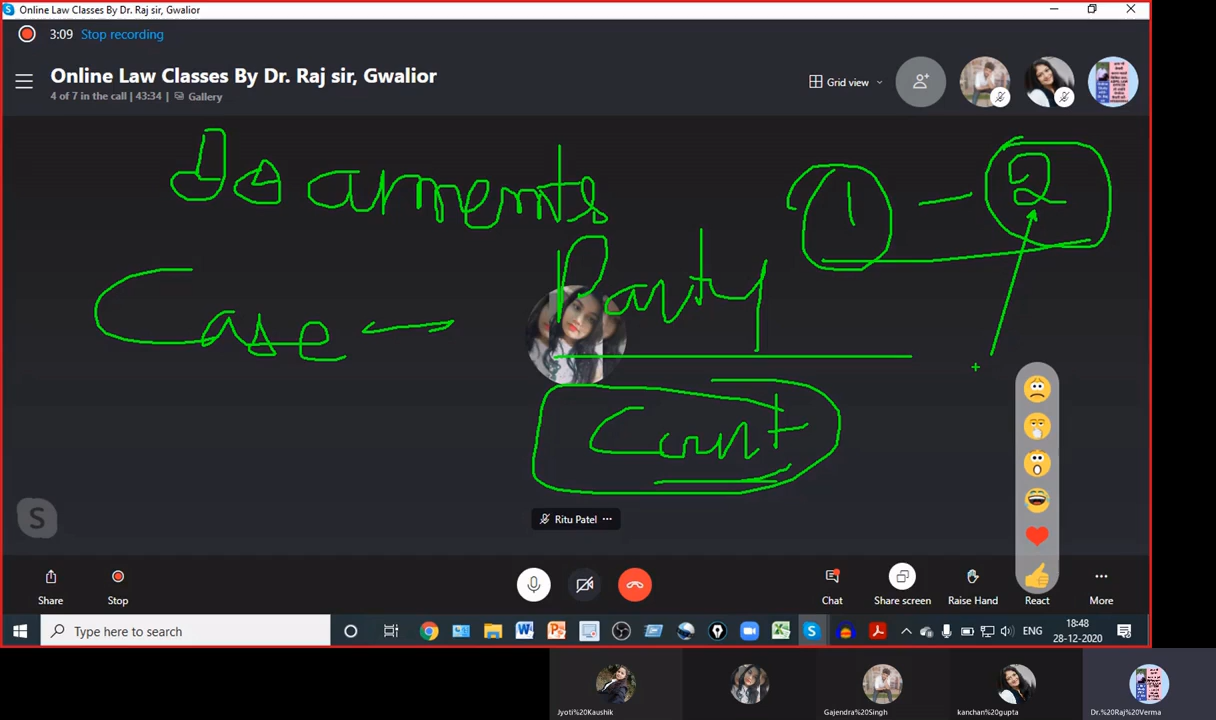 Online Law Classes By Dr. Raj sir, Gwalior
3:09 Stop recording
Online Law Classes By Dr. Raj sir, Gwalior
4 of 7 in the call | 43:34 | Gallery
Grid view
1 - 2
Case - Party
Ritu Patel
Share
Stop
Chat
Share screen
Raise Hand
React
More
Type here to search
ENG
18:48
28-12-2020
Jyoti%20Kaushik
Gajendra%20Singh
kanchan%20gupta
Dr.%20Raj%20Verma